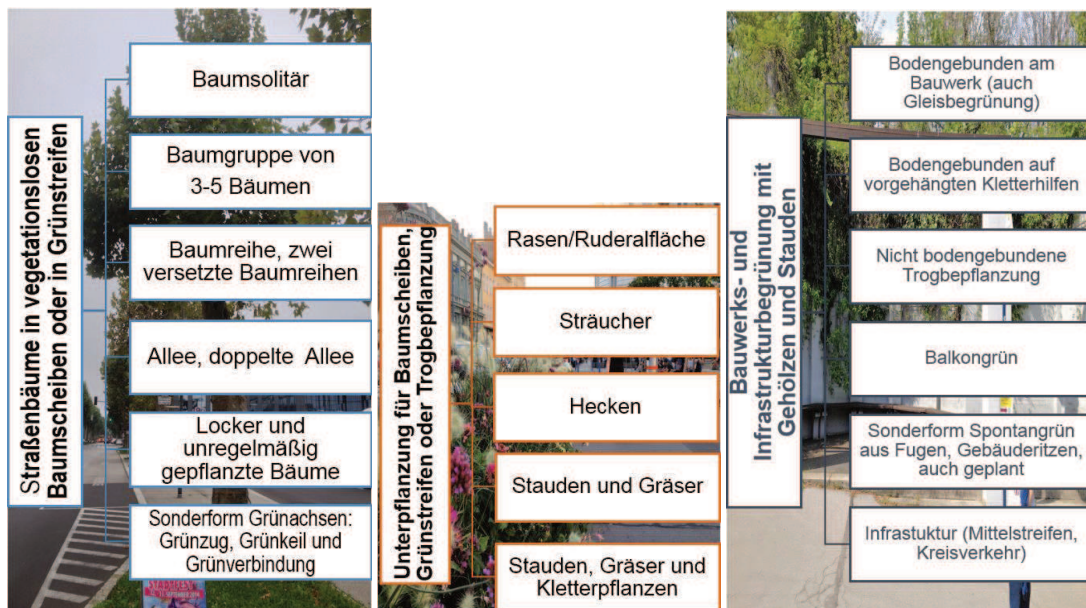 Straßenbäume in vegetationslosen
Baumscheiben oder in Grünstreifen
Baumsolitär
Baumgruppe von
3-5 Bäumen
Baumreihe, zwei
versetzte Baumreihen
Allee, doppelte Allee
Locker und
unregelmäßig
gepflanzte Bäume
Sonderform Grünachsen:
Grünzug, Grünkeil und
Grünverbindung
STADTFEST
Unterpflanzung für Baumscheiben,
Grünstreifen oder Trogbepflanzung
Rasen/Ruderalfläche
Sträucher
Hecken
Stauden und Gräser
Stauden, Gräser und
Kletterpflanzen
Bauwerks- und
Infrastrukturbegrünung mit
Gehölzen und Stauden
Bodengebunden am
Bauwerk (auch
Gleisbegrünung)
Bodengebunden auf
vorgehängten Kletterhilfen
Nicht bodengebundene
Trogbepflanzung
Balkongrün
Sonderform Spontangrün
aus Fugen, Gebäuderitzen,
auch geplant
Infrastuktur (Mittelstreifen,
Kreisverkehr)